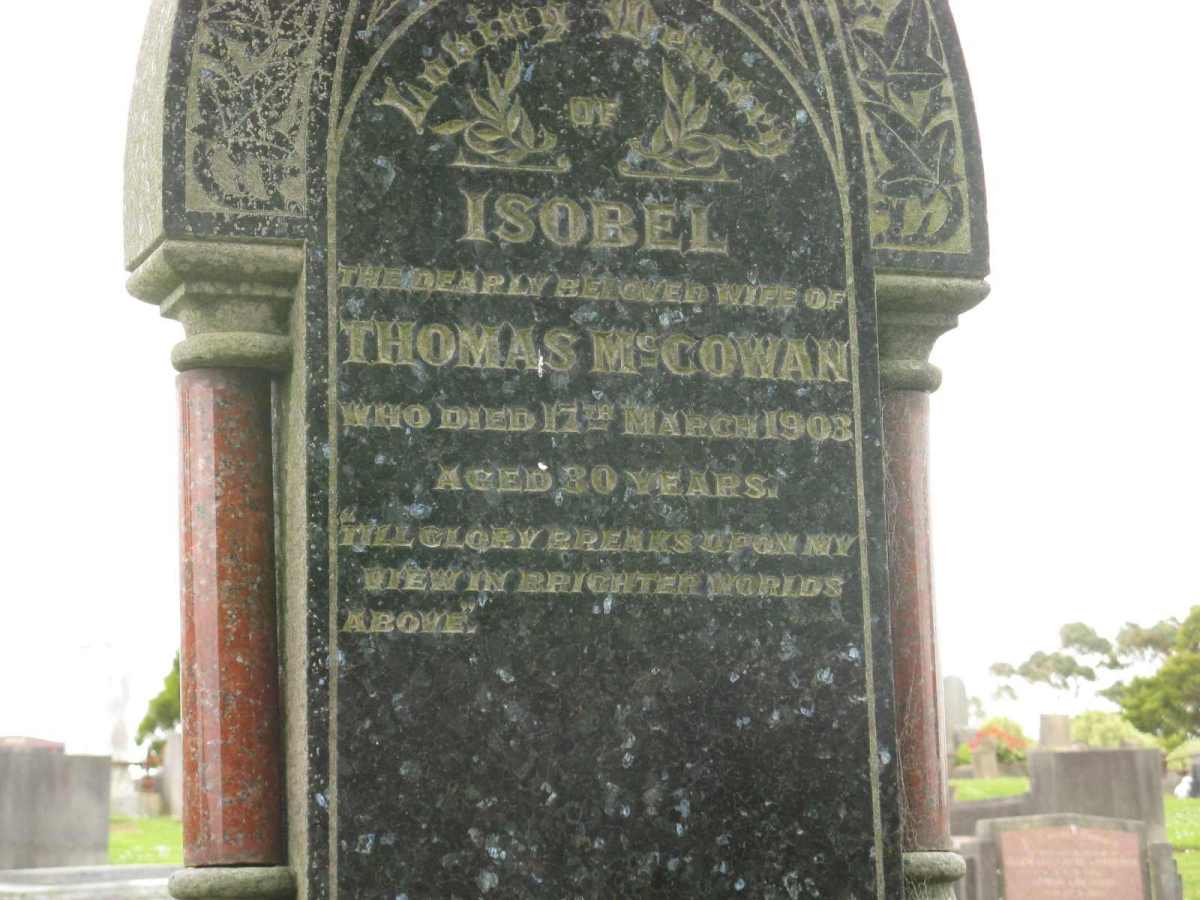 Loving Memory
OF
ISOBEL
THE DEARLY BELOVED WIFE OF
THOMAS McCOWAN
WHO DIED 17TH MARCH 1903
AGED 30 YEARS.
"TILL GLORY BREAKS UPON MY
VIEW IN BRIGHTER WORLDS
ABOVE".